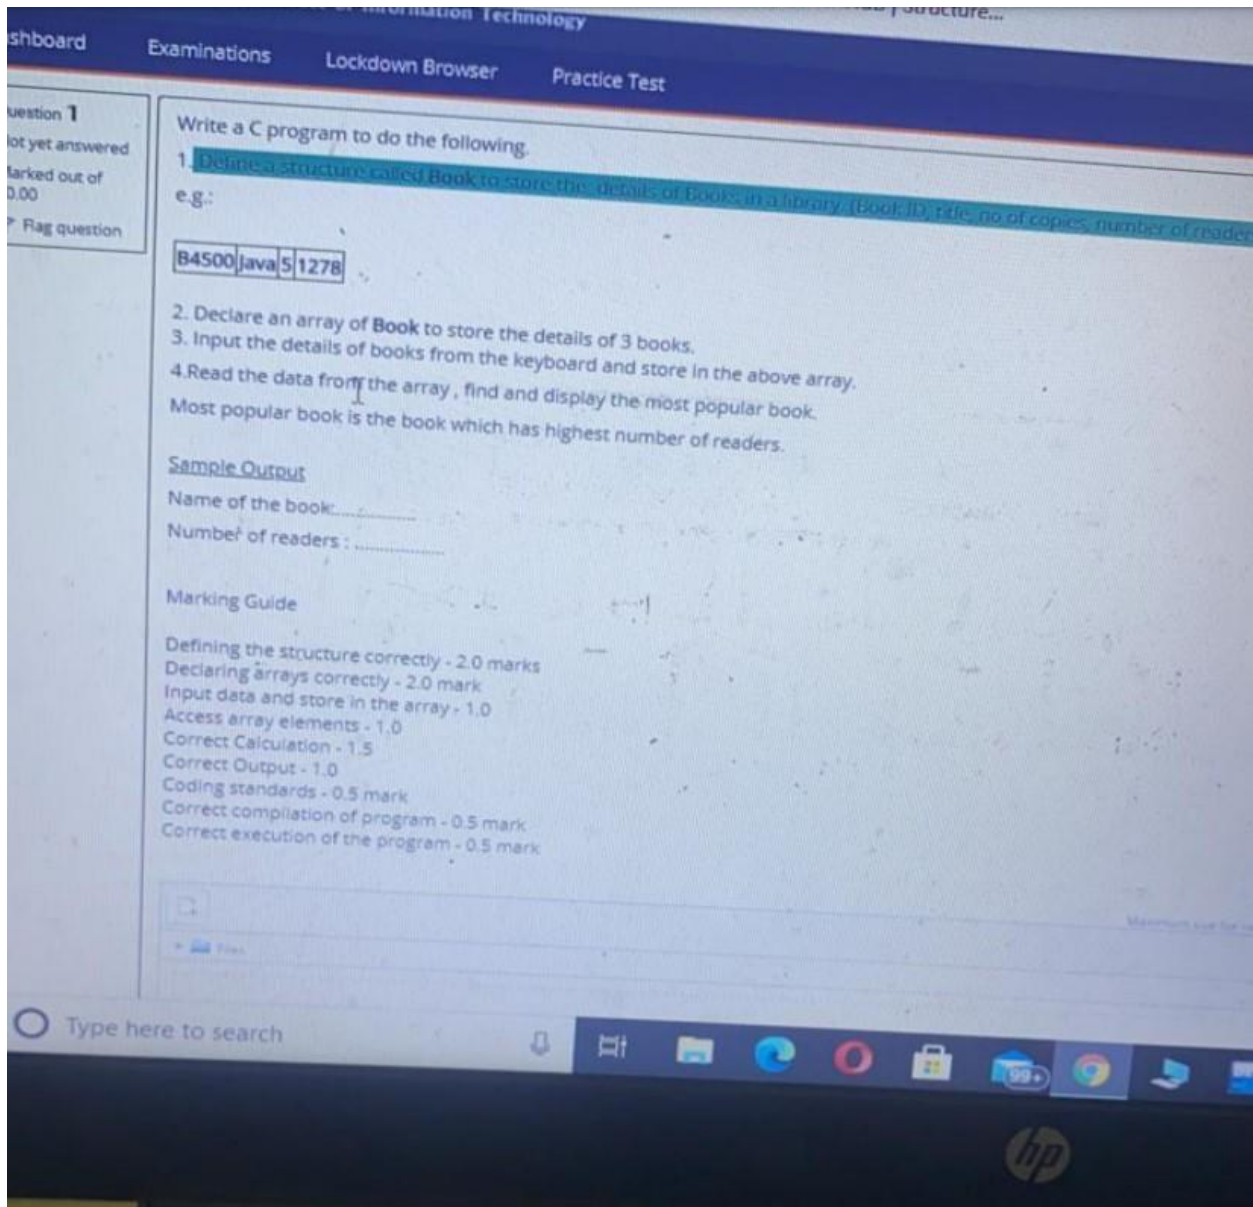 Information Technology
Structure...
shboard
Examinations
Lockdown Browser
Practice Test
uestion 1
ot yet answered
arked out of
0.00
Flag question
Write a C program to do the following.
1. Define a structure called Book to store the details of Books in a library. (Book ID, title, no of copies, number of reader
e.g.:
B4500 Java 5 1278
2. Declare an array of Book to store the details of 3 books.
3. Input the details of books from the keyboard and store in the above array.
4.Read the data from the array , find and display the most popular book.
Most popular book is the book which has highest number of readers.
Sample Output
Name of the book:..............
Number of readers : ................
Marking Guide
Defining the structure correctly - 2.0 marks
Declaring arrays correctly - 2.0 mark
Input data and store in the array - 1.0
Access array elements - 1.0
Correct Calculation - 1.5
Correct Output - 1.0
Coding standards - 0.5 mark
Correct compilation of program - 0.5 mark
Correct execution of the program - 0.5 mark
Files
Type here to search
99+
hp